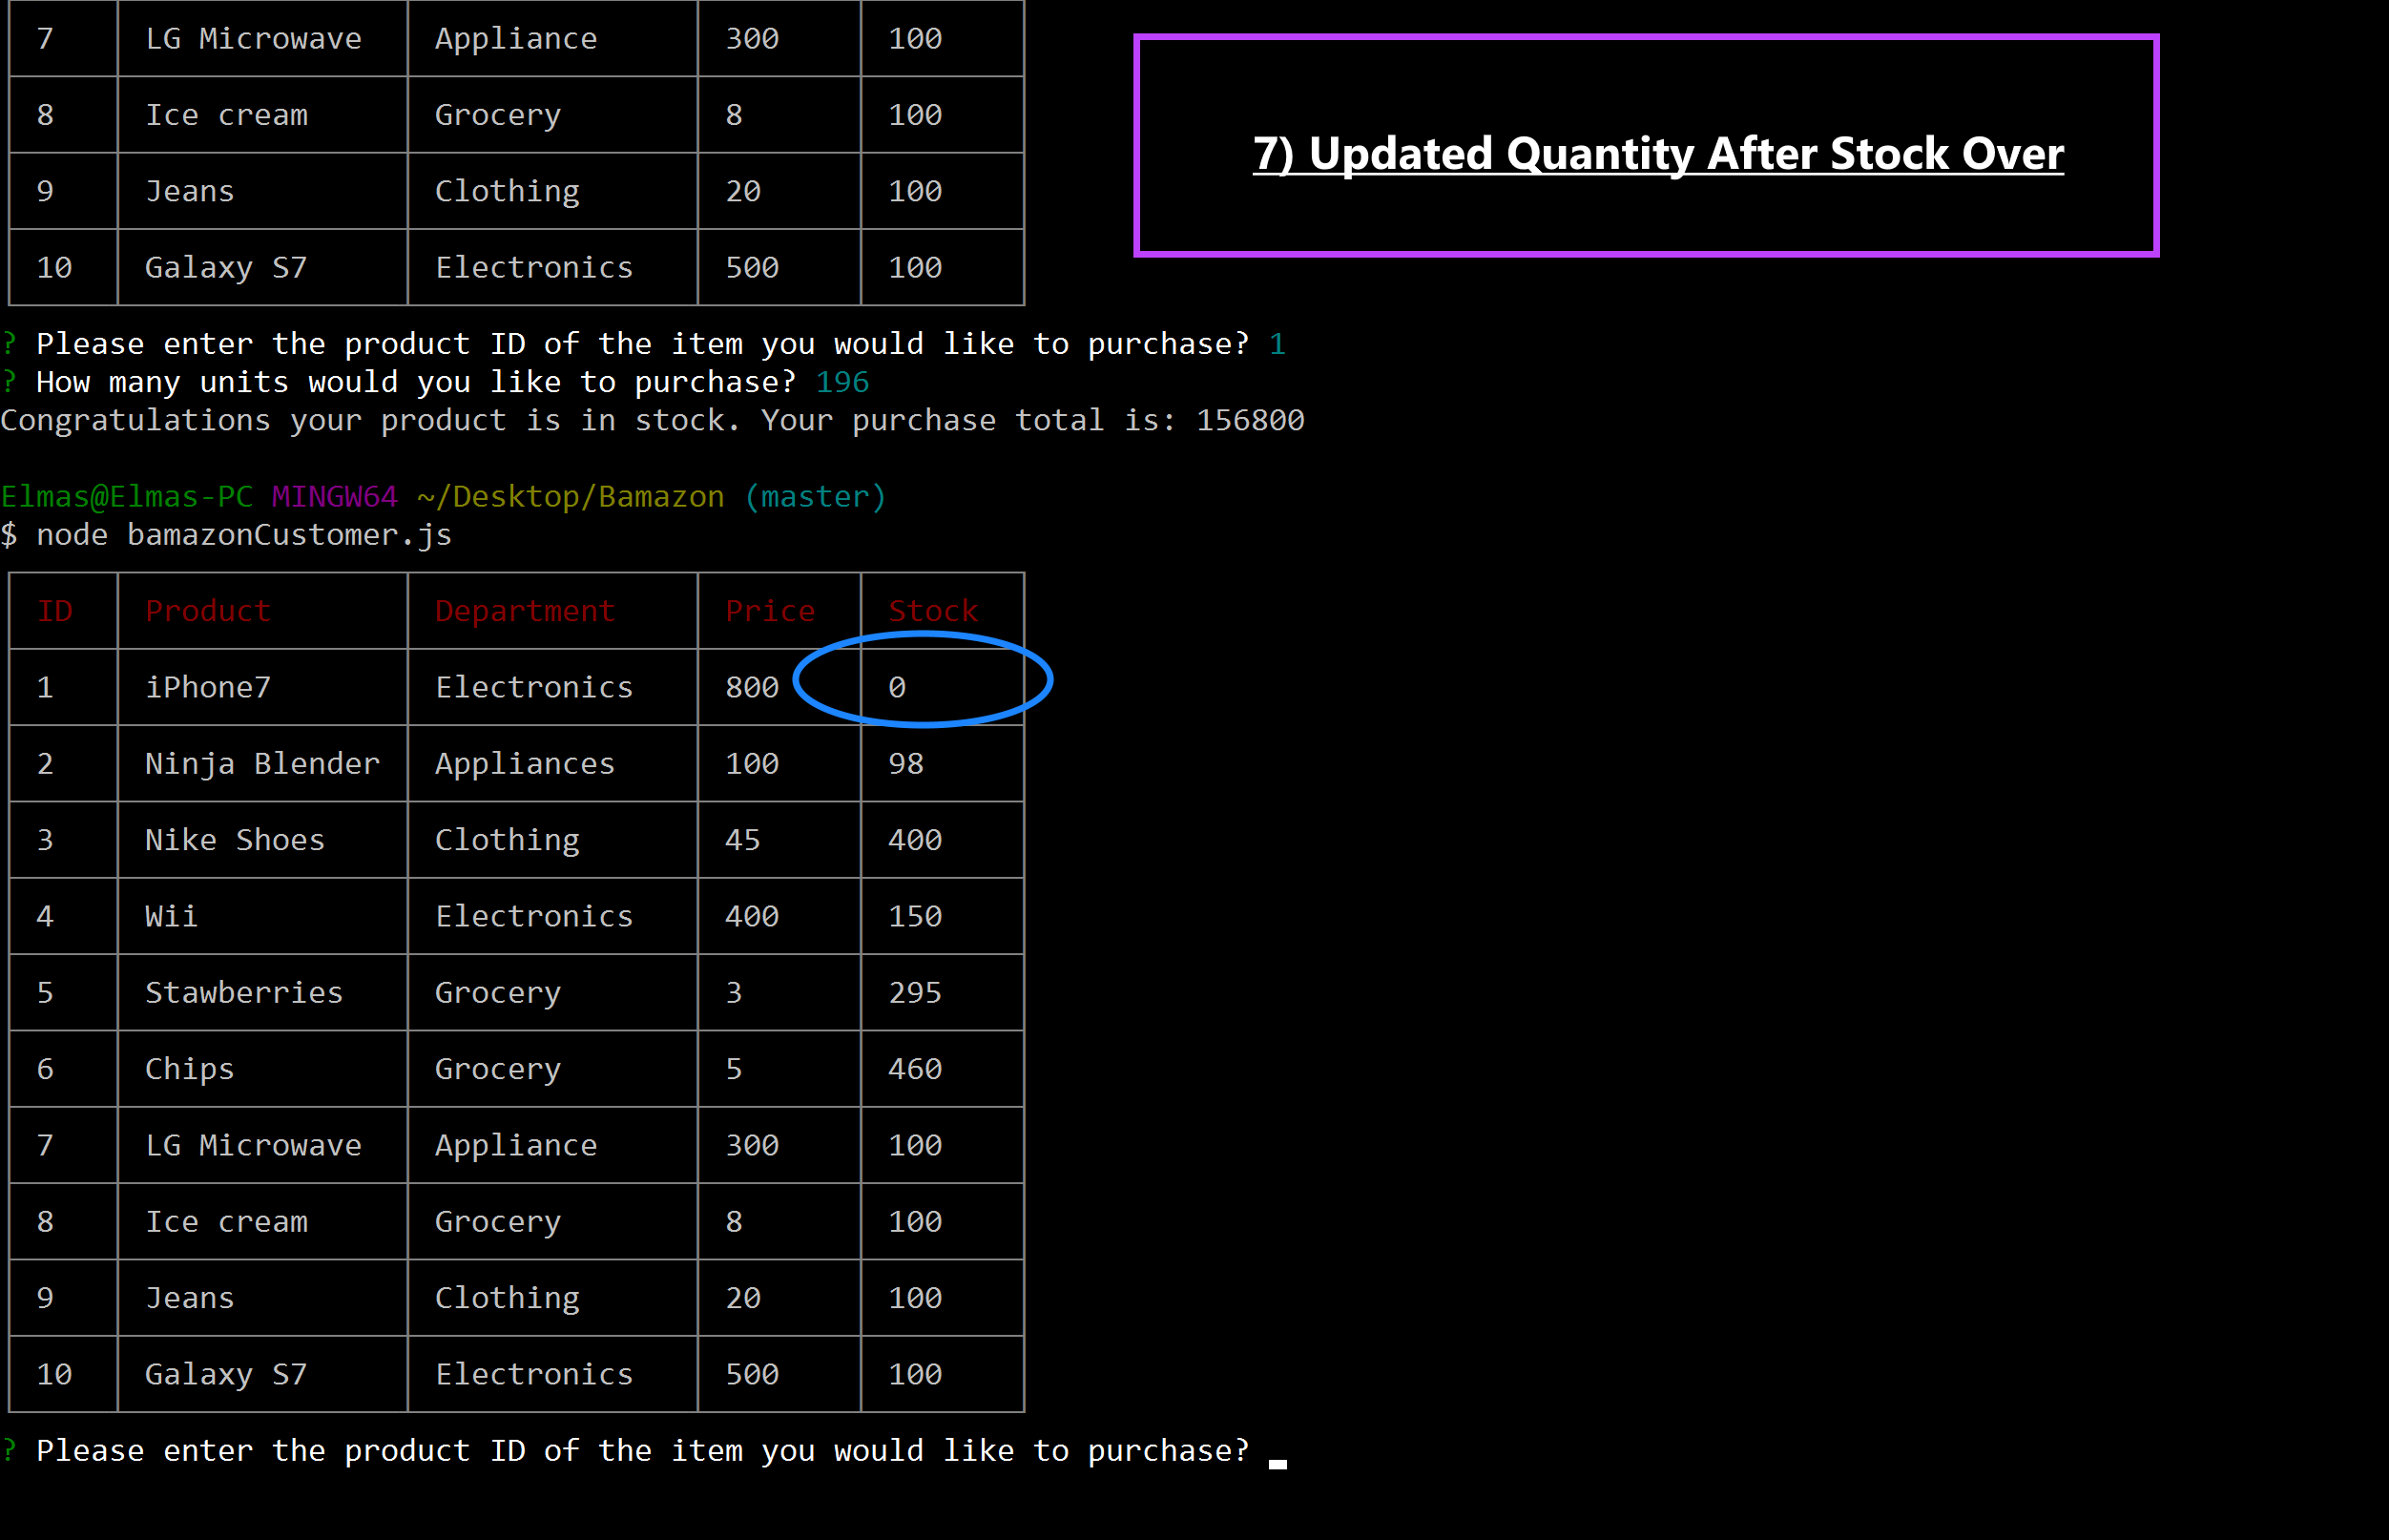 7 LG Microwave Appliance 300 100
8 Ice cream Grocery 8 100
9 Jeans Clothing 20 100
10 Galaxy S7 Electronics 500 100
7) Updated Quantity After Stock Over
? Please enter the product ID of the item you would like to purchase? 1
? How many units would you like to purchase? 196
Congratulations your product is in stock. Your purchase total is: 156800
Elmas@Elmas-PC MINGW64 ~/Desktop/Bamazon (master)
$ node bamazonCustomer.js
ID Product Department Price Stock
1 iPhone7 Electronics 800 0
2 Ninja Blender Appliances 100 98
3 Nike Shoes Clothing 45 400
4 Wii Electronics 400 150
5 Stawberries Grocery 3 295
6 Chips Grocery 5 460
7 LG Microwave Appliance 300 100
8 Ice cream Grocery 8 100
9 Jeans Clothing 20 100
10 Galaxy S7 Electronics 500 100
? Please enter the product ID of the item you would like to purchase?